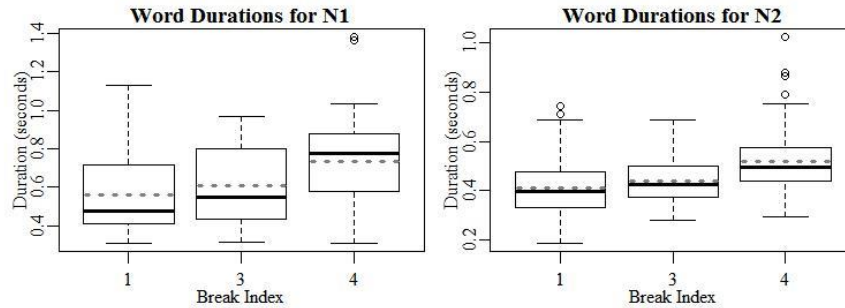 Word Durations for N1
Duration (seconds)
1.4
1.2
1.0
0.8
0.6
0.4
1
3
4
Break Index
Word Durations for N2
Duration (seconds)
1.0
0.8
0.6
0.4
0.2
1
3
4
Break Index